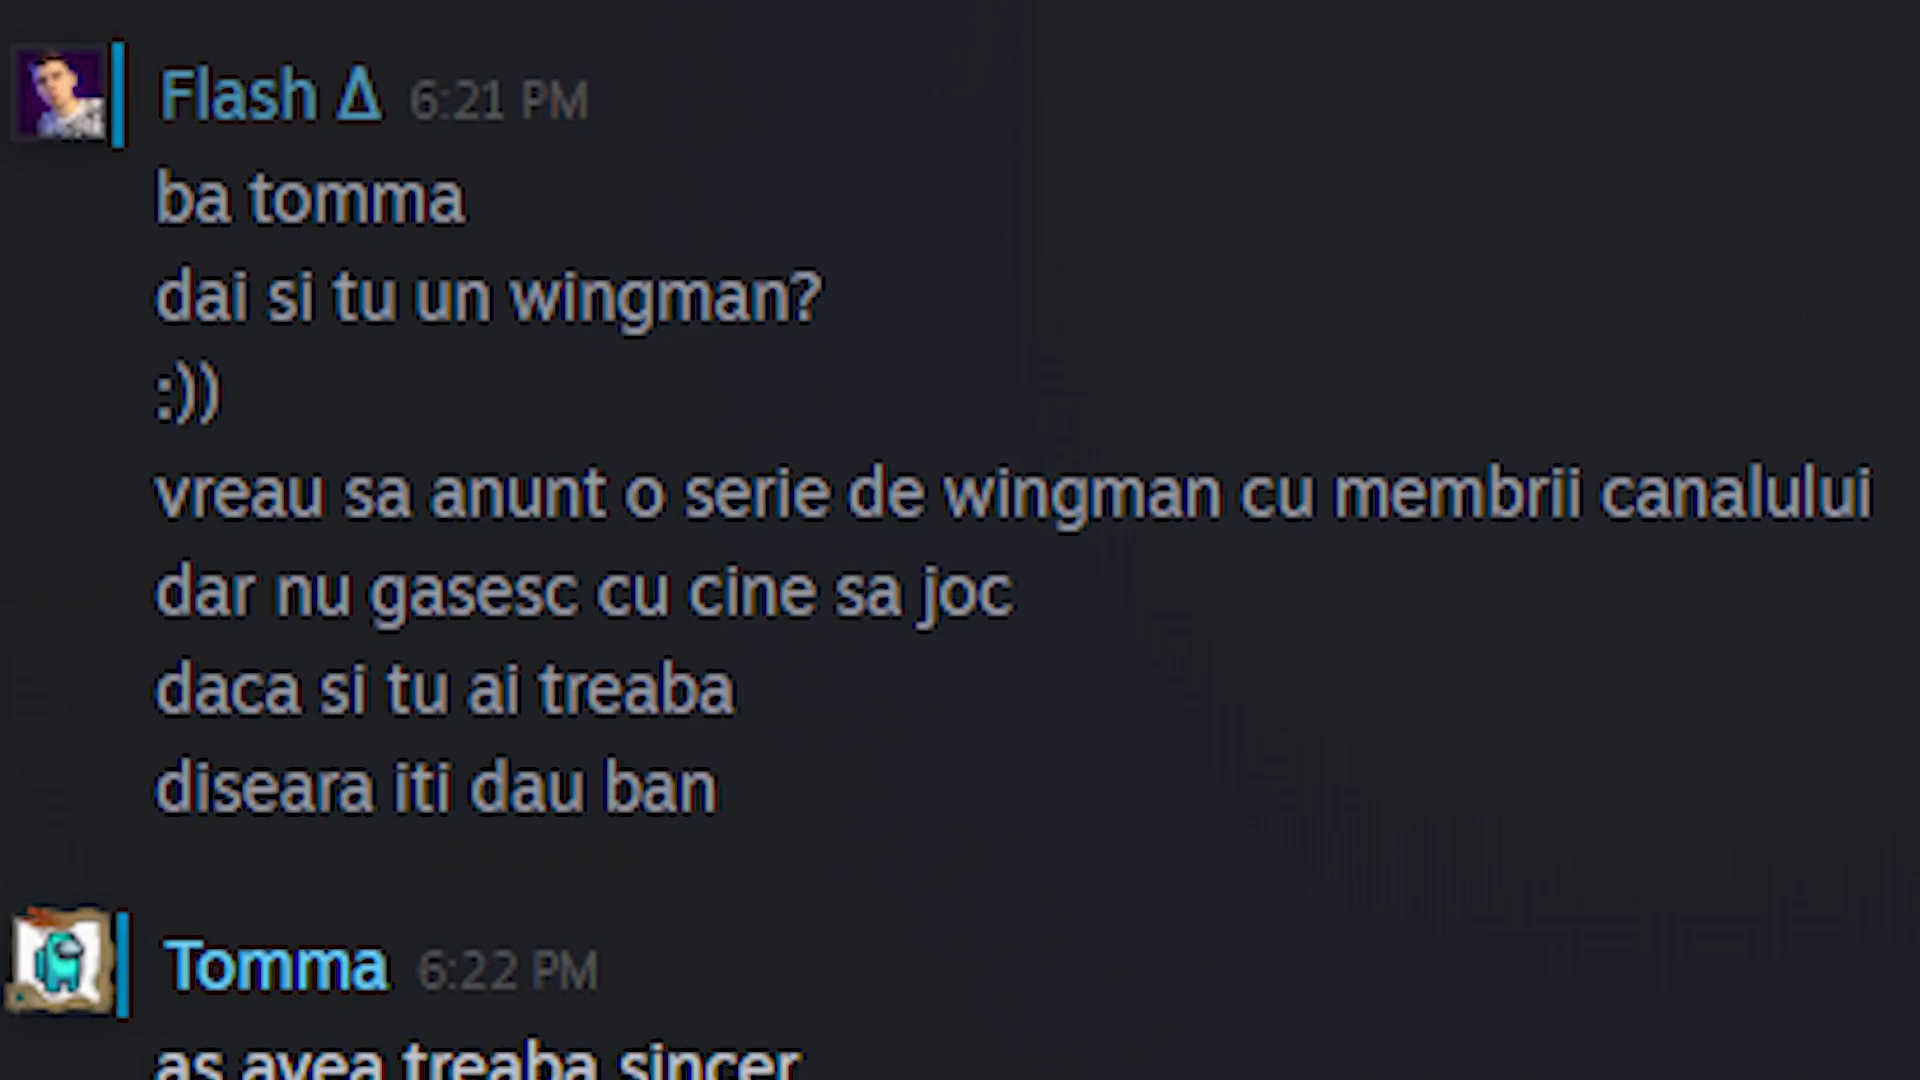 Flash Δ 6:21 PM
ba tomma
dai si tu un wingman?
:))
vreau sa anunt o serie de wingman cu membrii canalului
dar nu gasesc cu cine sa joc
daca si tu ai treaba
diseara iti dau ban
Tomma 6:22 PM
as avea treaba sincer